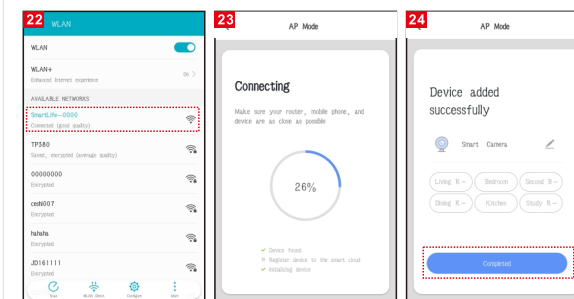 22
WLAN
WLAN
WLAN+
Enhanced Internet experience
On
AVAILABLE NETWORKS
SmartLife-0000
Connected (good quality)
TP380
Saved, encrypted (average quality)
00000000
Encrypted
ceshi007
Encrypted
hahaha
Encrypted
JD161111
Encrypted
Scan
WLAN Direct
Configure
More
23
AP Mode
Connecting
Make sure your router, mobile phone, and
device are as close as possible
26%
Device found
Register device to the smart cloud
Initializing device
24
AP Mode
Device added
successfully
Smart Camera
Living R…
Bedroom
Second B…
Dining R…
Kitchen
Study R…
Completed